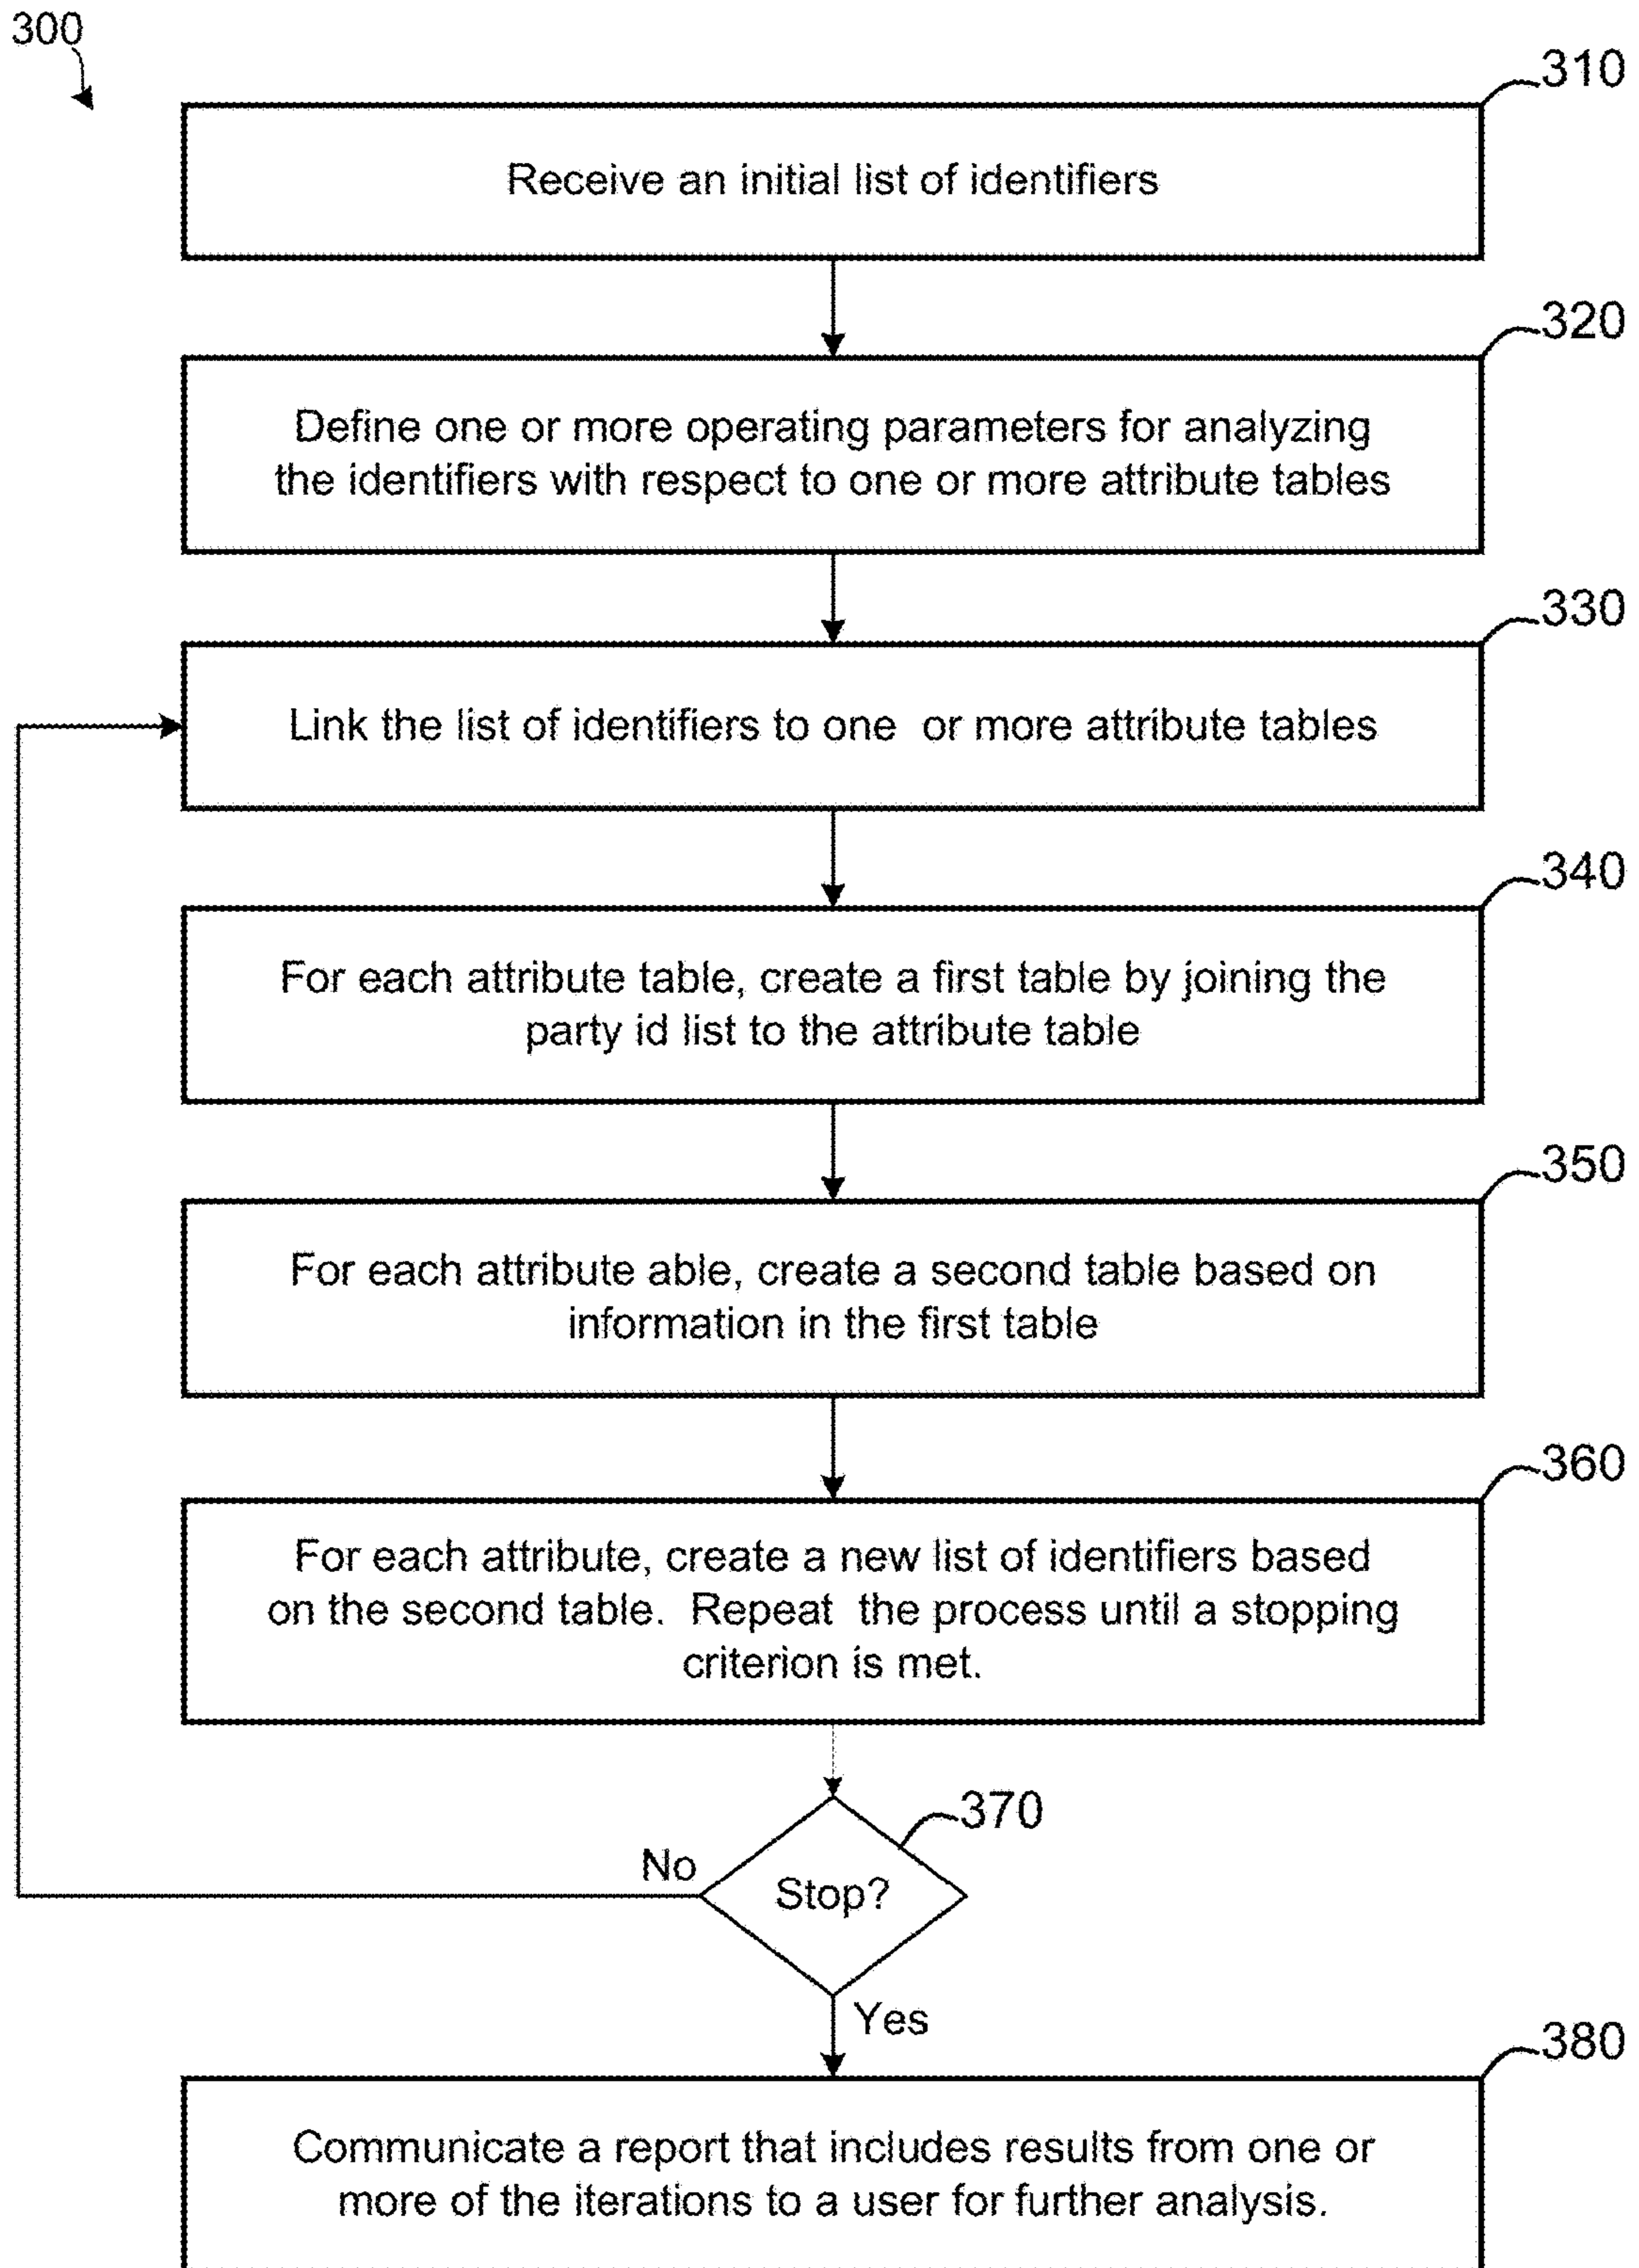 300
310
Receive an initial list of identifiers
320
Define one or more operating parameters for analyzing
the identifiers with respect to one or more attribute tables
330
Link the list of identifiers to one  or more attribute tables
340
For each attribute table, create a first table by joining the
party id list to the attribute table
350
For each attribute able, create a second table based on
information in the first table
360
For each attribute, create a new list of identifiers based
on the second table.  Repeat  the process until a stopping
criterion is met.
370
No
Stop?
Yes
380
Communicate a report that includes results from one or
more of the iterations to a user for further analysis.